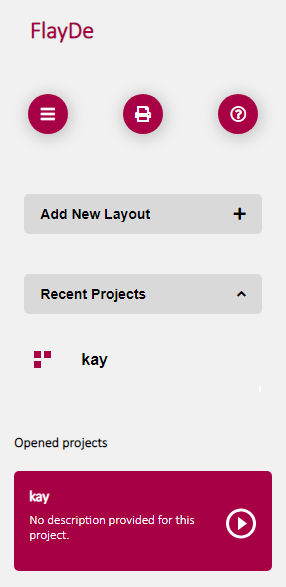 FlayDe
Add New Layout
Recent Projects
kay
Opened projects
kay
No description provided for this
project.